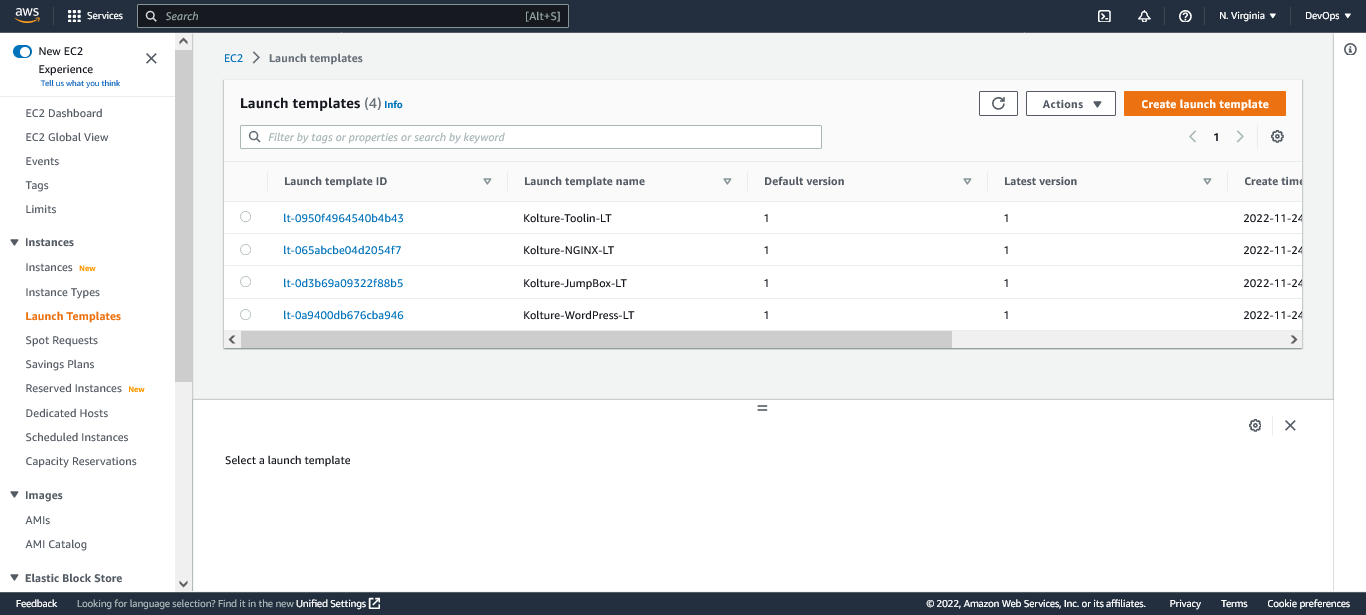 aws
Services
Search [Alt+S]
N. Virginia ▼
DevOps ▼
New EC2
Experience
Tell us what you think
EC2 Dashboard
EC2 Global View
Events
Tags
Limits
Instances
Instances New
Instance Types
Launch Templates
Spot Requests
Savings Plans
Reserved Instances New
Dedicated Hosts
Scheduled Instances
Capacity Reservations
Images
AMIs
AMI Catalog
Elastic Block Store
EC2 > Launch templates
Launch templates (4) Info
Actions ▼
Create launch template
Filter by tags or properties or search by keyword
1
Launch template ID Launch template name Default version Latest version Create time
lt-0950f4964540b4b43 Kolture-Toolin-LT 1 1 2022-11-24
lt-065abcbe04d2054f7 Kolture-NGINX-LT 1 1 2022-11-24
lt-0d3b69a09322f88b5 Kolture-JumpBox-LT 1 1 2022-11-24
lt-0a9400db676cba946 Kolture-WordPress-LT 1 1 2022-11-24
Select a launch template
Feedback Looking for language selection? Find it in the new Unified Settings
© 2022, Amazon Web Services, Inc. or its affiliates. Privacy Terms Cookie preferences